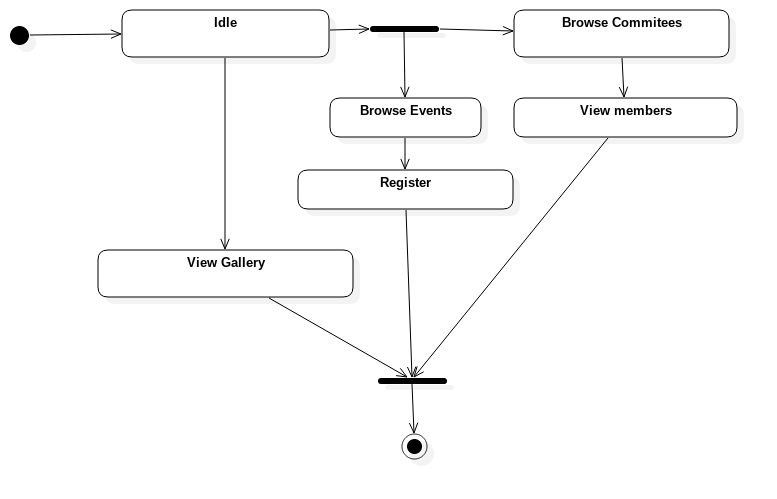 Idle
Browse Commitees
Browse Events
View members
Register
View Gallery